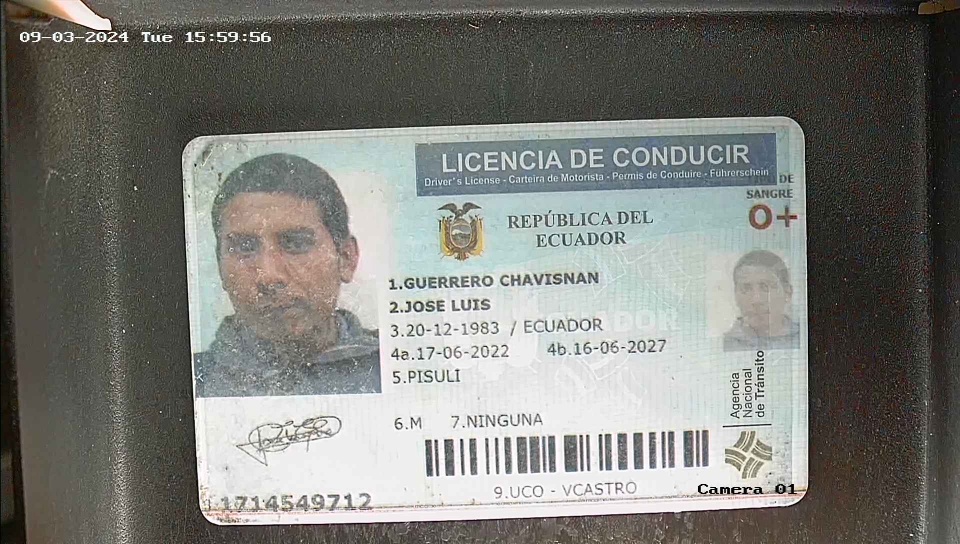 09-03-2024 Tue 15:59:56
LICENCIA DE CONDUCIR
Driver's License - Carteira de Motorista - Permis de Conduire - Führerschein
DE
SANGRE
O+
REPÚBLICA DEL
ECUADOR
1.GUERRERO CHAVISNAN
2.JOSE LUIS
3.20-12-1983 / ECUADOR
4a.17-06-2022 4b.16-06-2027
5.PISULI
6.M 7.NINGUNA
Agencia
Nacional
de Tránsito
9.UCO - VCASTRO
1714549712
Camera 01